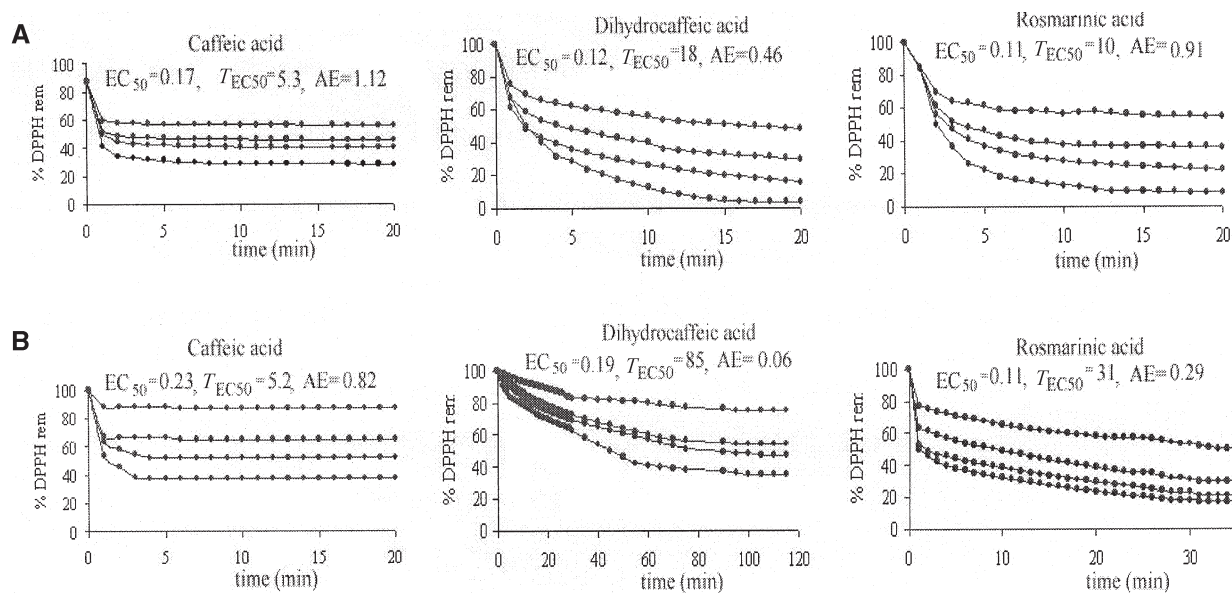 A
Caffeic acid
EC50=0.17, TEC50=5.3, AE=1.12
% DPPH rem
100
80
60
40
20
0
0 5 10 15 20
time (min)
Dihydrocaffeic acid
EC50=0.12, TEC50=18, AE=0.46
% DPPH rem
100
80
60
40
20
0
0 5 10 15 20
time (min)
Rosmarinic acid
EC50=0.11, TEC50=10, AE=0.91
% DPPH rem
100
80
60
40
20
0
0 5 10 15 20
time (min)
B
Caffeic acid
EC50=0.23, TEC50=5.2, AE=0.82
% DPPH rem
100
80
60
40
20
0
0 5 10 15 20
time (min)
Dihydrocaffeic acid
EC50=0.19, TEC50=85, AE=0.06
% DPPH rem
100
80
60
40
20
0
0 20 40 60 80 100 120
time (min)
Rosmarinic acid
EC50=0.11, TEC50=31, AE=0.29
% DPPH rem
100
80
60
40
20
0
0 10 20 30
time (min)